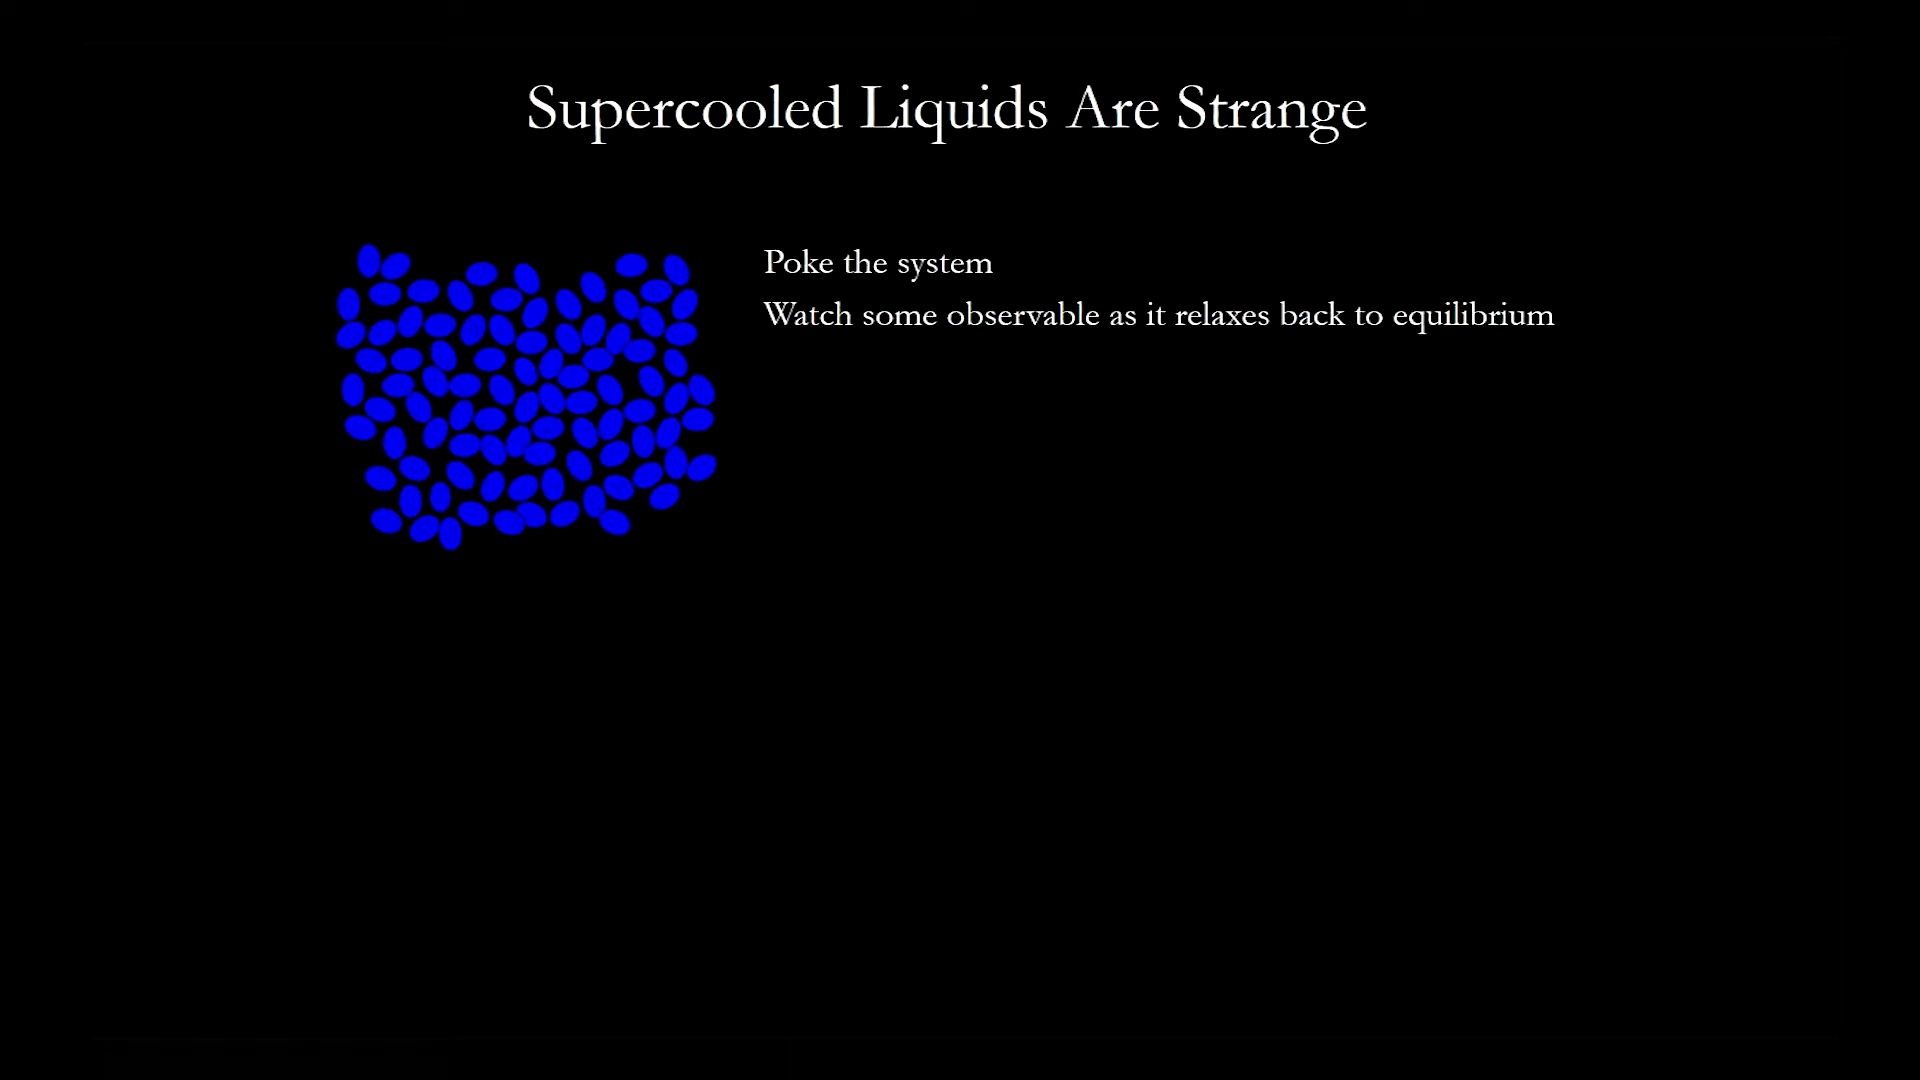 Supercooled Liquids Are Strange
Poke the system
Watch some observable as it relaxes back to equilibrium